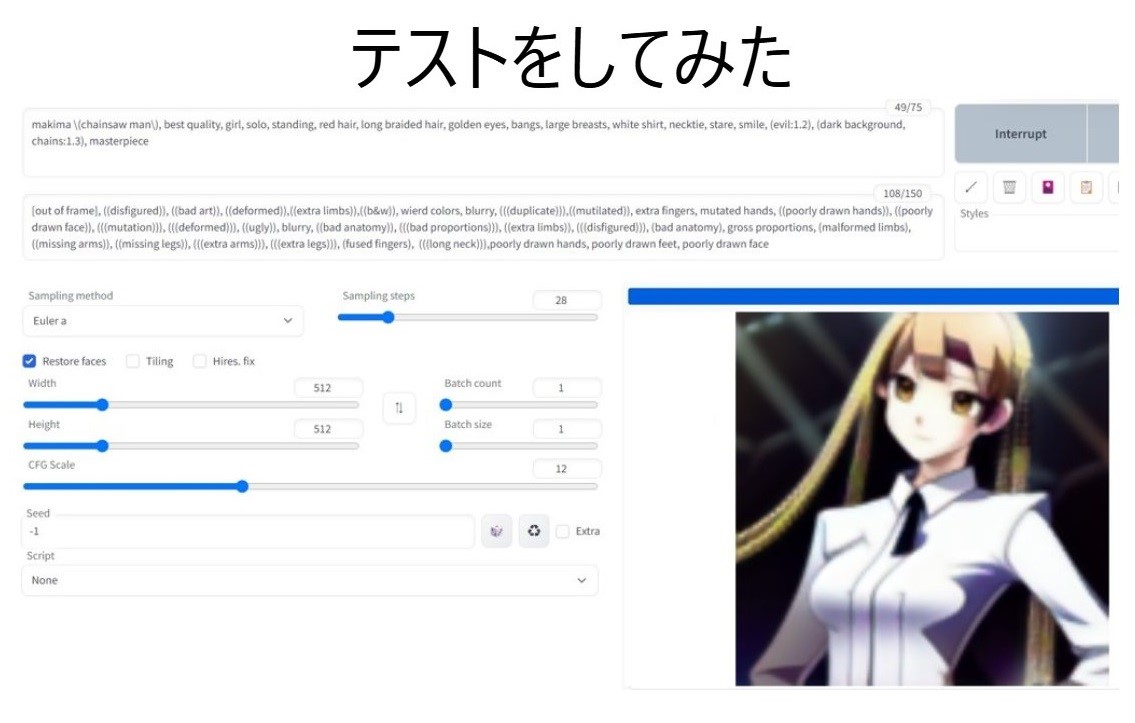 テストをしてみた
49/75
makima \(chainsaw man\), best quality, girl, solo, standing, red hair, long braided hair, golden eyes, bangs, large breasts, white shirt, necktie, stare, smile, (evil:1.2), (dark background,
chains:1.3), masterpiece
Interrupt
108/150
[out of frame], ((disfigured)), ((bad art)), ((deformed)),((extra limbs)),((b&w)), wierd colors, blurry, (((duplicate))),((mutilated)), extra fingers, mutated hands, ((poorly drawn hands)), ((poorly
drawn face)), (((mutation))), (((deformed))), ((ugly)), blurry, ((bad anatomy)), (((bad proportions))), ((extra limbs)), (((disfigured))), (bad anatomy), gross proportions, (malformed limbs),
((missing arms)), ((missing legs)), (((extra arms))), (((extra legs))), (fused fingers), (((long neck))),poorly drawn hands, poorly drawn feet, poorly drawn face
Styles
Sampling method
Euler a
Sampling steps
28
Restore faces
Tiling
Hires. fix
Width
512
Batch count
1
Height
512
Batch size
1
CFG Scale
12
Seed
-1
Extra
Script
None